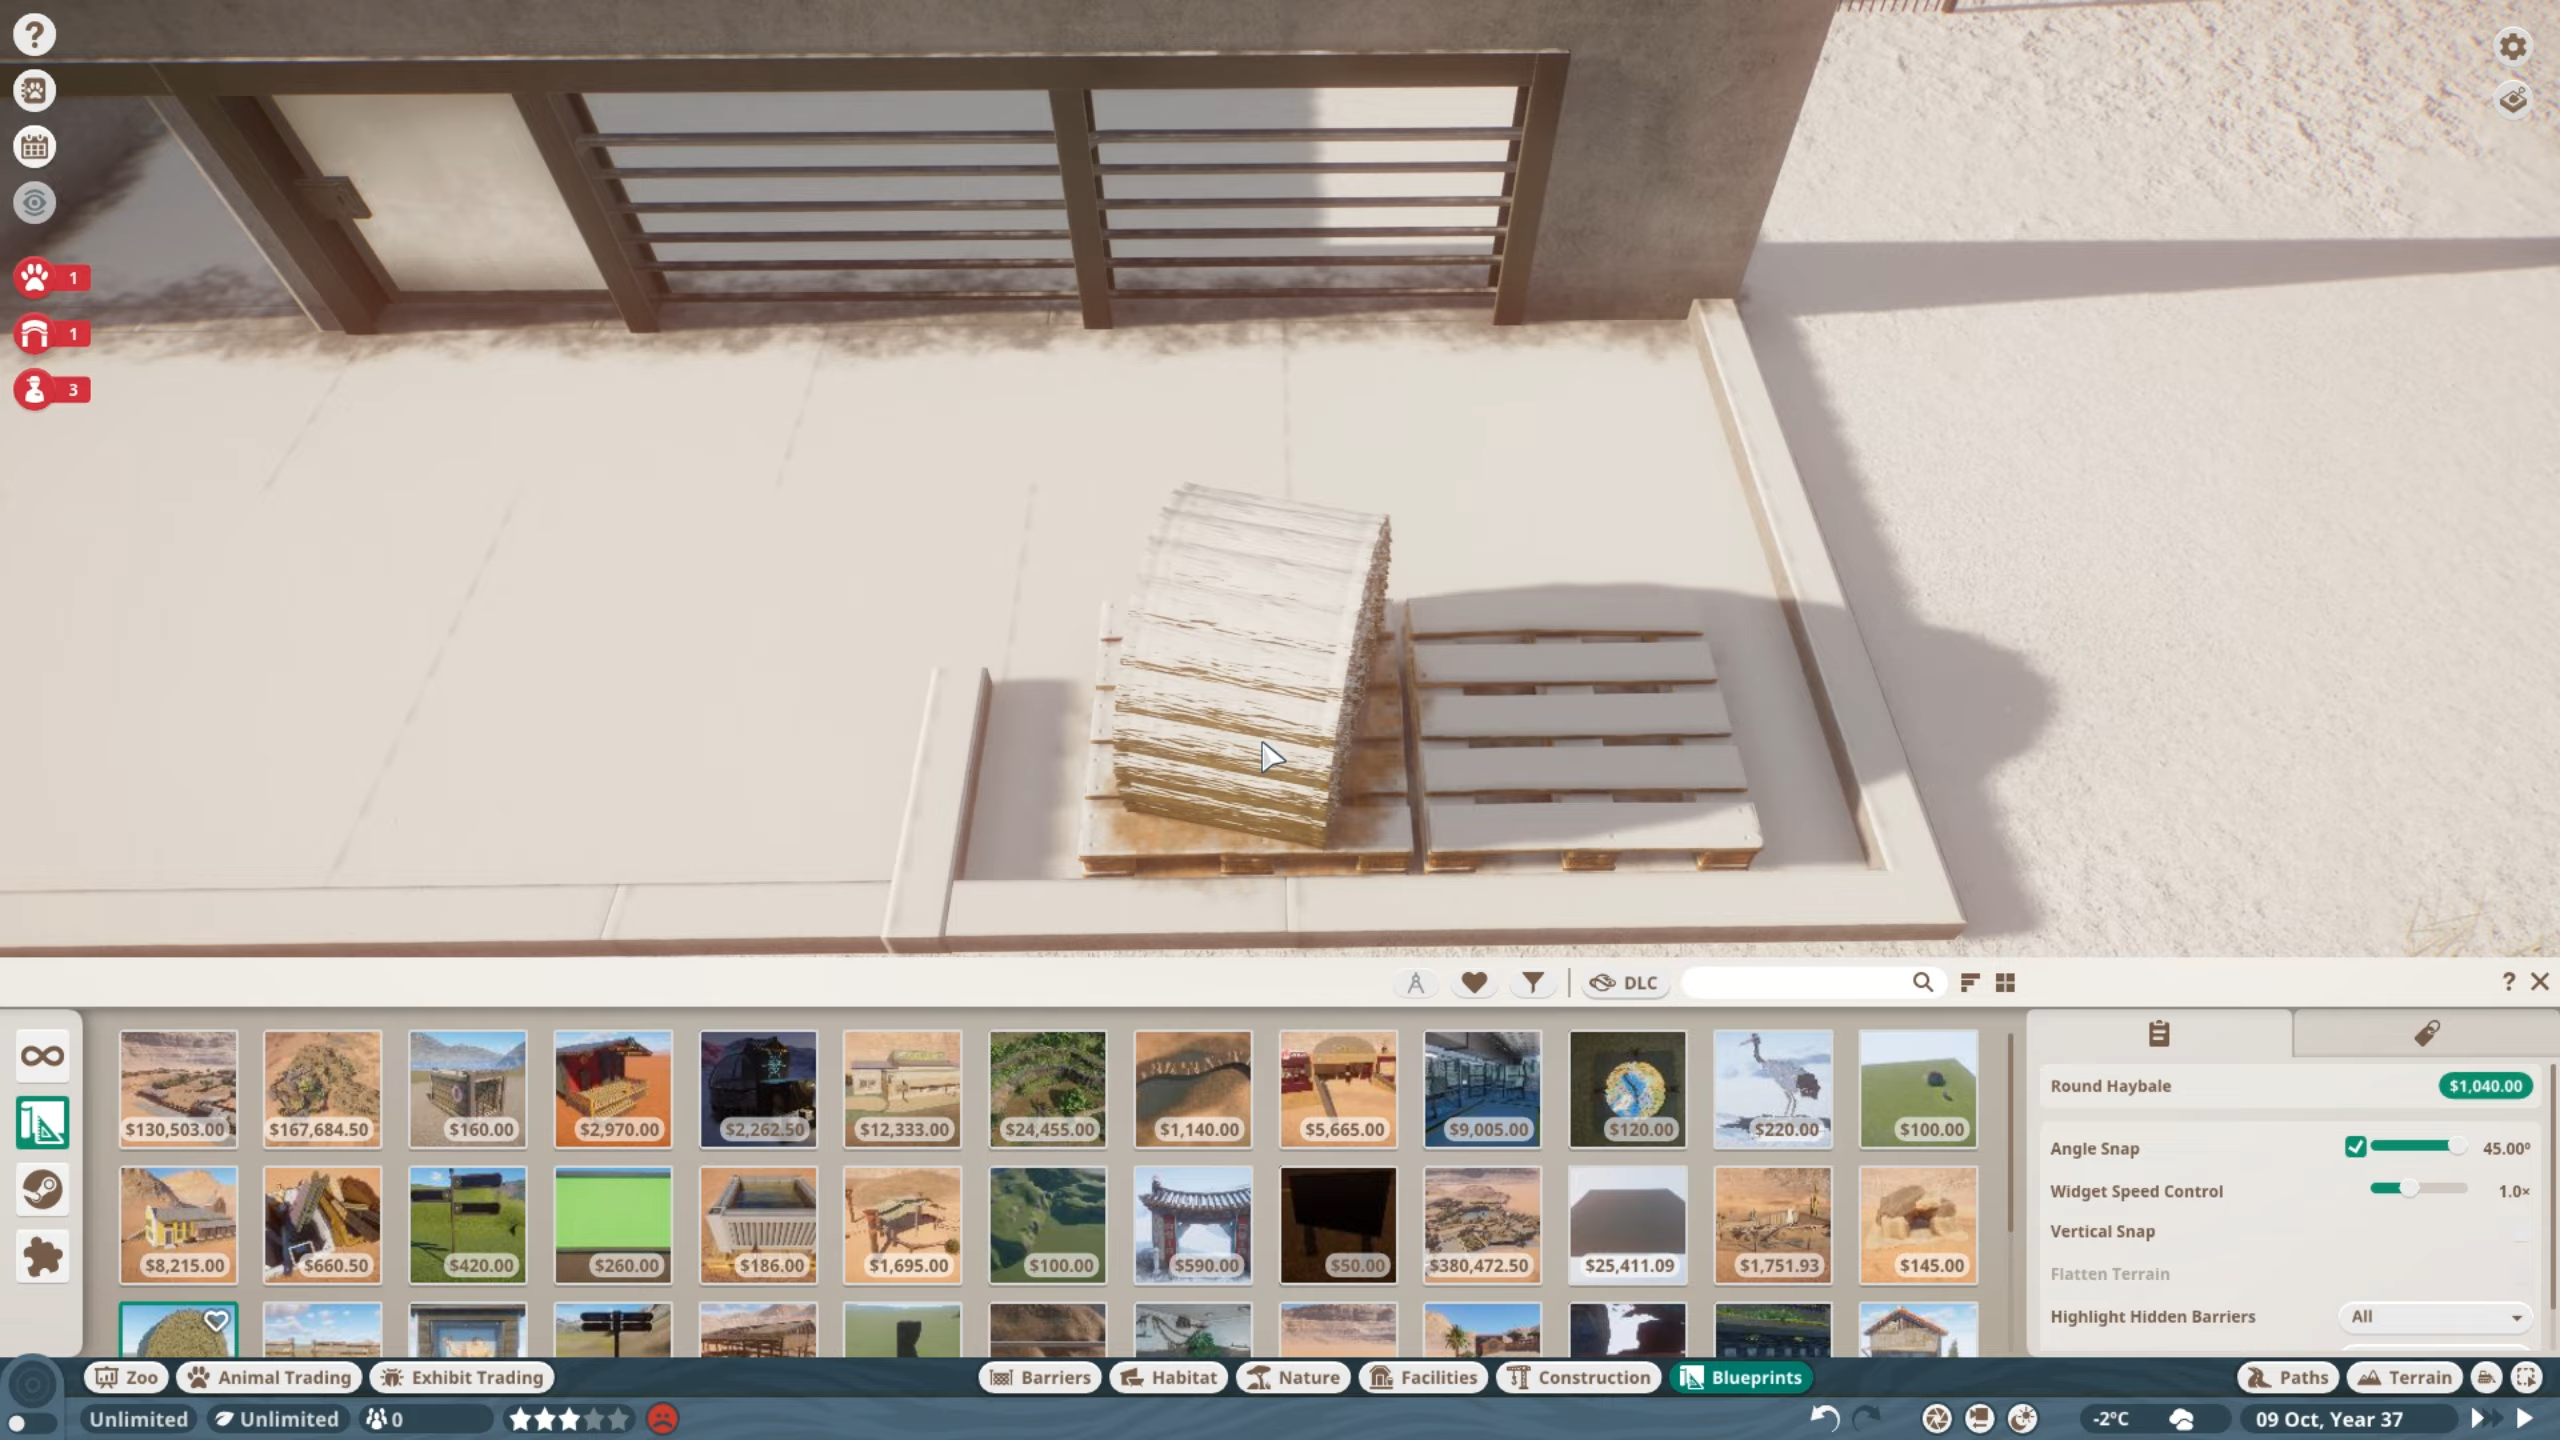 ?
1
1
3
DLC
? ×
$130,503.00 $167,684.50 $160.00 $2,970.00 $2,262.50 $12,333.00 $24,455.00 $1,140.00 $5,665.00 $9,005.00 $120.00 $220.00 $100.00
$8,215.00 $660.50 $420.00 $260.00 $186.00 $1,695.00 $100.00 $590.00 $50.00 $380,472.50 $25,411.09 $1,751.93 $145.00
Round Haybale $1,040.00
Angle Snap 45.00°
Widget Speed Control 1.0×
Vertical Snap
Flatten Terrain
Highlight Hidden Barriers All
Zoo Animal Trading Exhibit Trading Barriers Habitat Nature Facilities Construction Blueprints Paths Terrain
Unlimited Unlimited 0 -2°C 09 Oct, Year 37